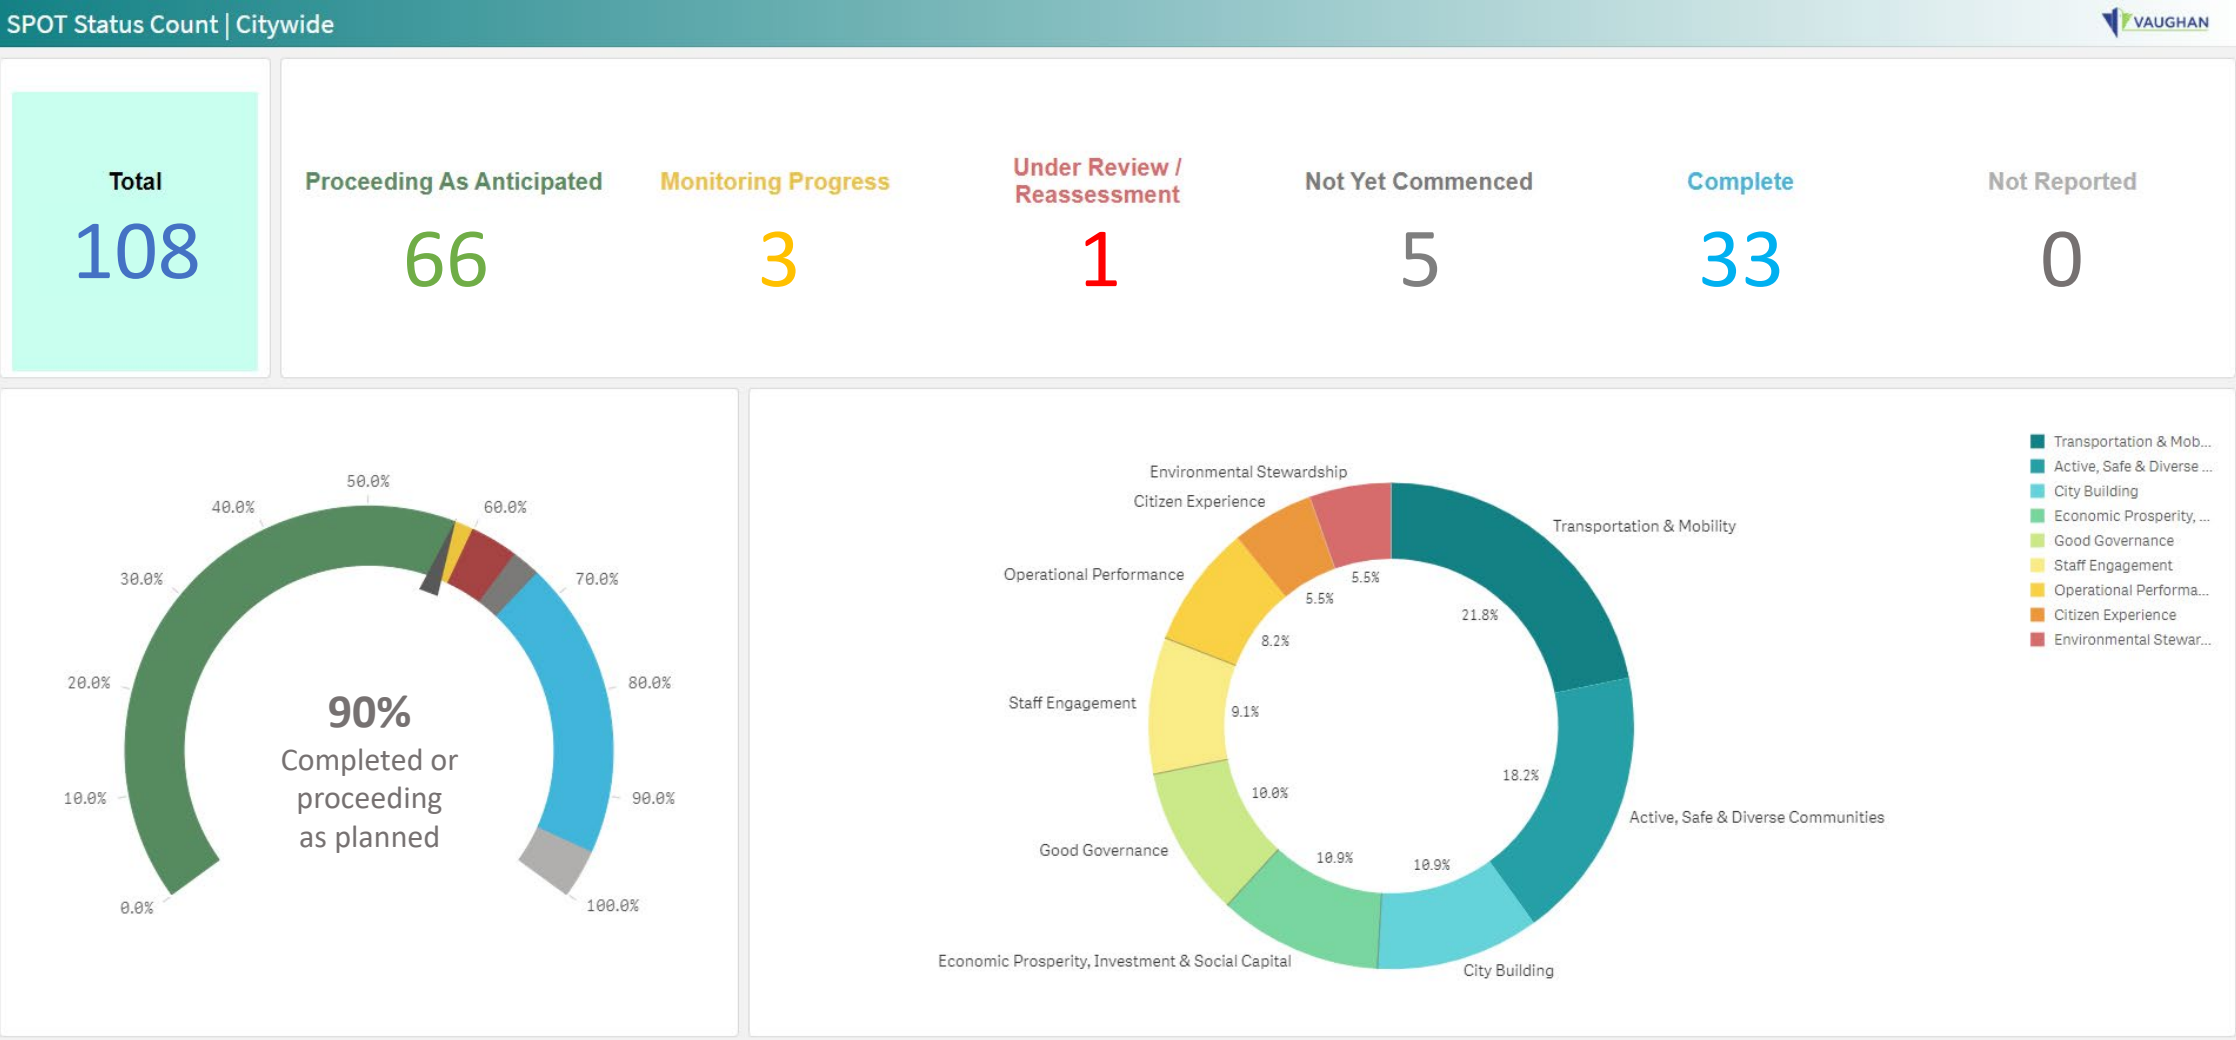 SPOT Status Count | Citywide
VAUGHAN
Total
108
Proceeding As Anticipated
66
Monitoring Progress
3
Under Review /
Reassessment
1
Not Yet Commenced
5
Complete
33
Not Reported
0
0.0%
10.0%
20.0%
30.0%
40.0%
50.0%
60.0%
70.0%
80.0%
90.0%
100.0%
90%
Completed or
proceeding
as planned
Environmental Stewardship
Citizen Experience
Operational Performance
Staff Engagement
Good Governance
Economic Prosperity, Investment & Social Capital
City Building
Active, Safe & Diverse Communities
Transportation & Mobility
5.5%
5.5%
8.2%
9.1%
10.0%
10.9%
10.9%
18.2%
21.8%
Transportation & Mob...
Active, Safe & Diverse ...
City Building
Economic Prosperity, ...
Good Governance
Staff Engagement
Operational Performa...
Citizen Experience
Environmental Stewar...